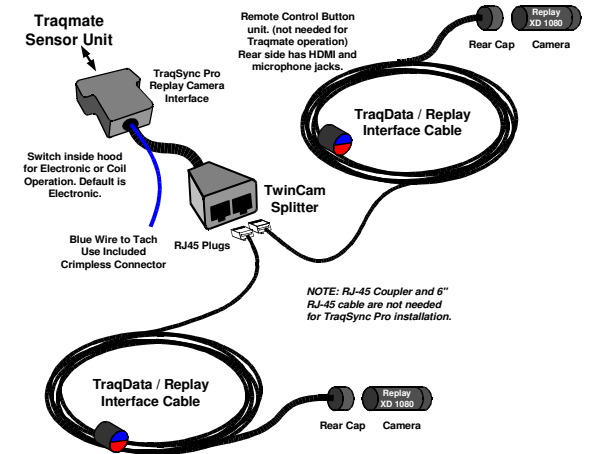 Traqmate
Sensor Unit
TraqSync Pro
Replay Camera
Interface
Remote Control Button
unit. (not needed for
Traqmate operation)
Rear side has HDMI and
microphone jacks.
Replay
XD 1080
Rear Cap
Camera
TraqData / Replay
Interface Cable
Switch inside hood
for Electronic or Coil
Operation. Default is
Electronic.
TwinCam
Splitter
Blue Wire to Tach
Use Included
Crimpless Connector
RJ45 Plugs
NOTE: RJ-45 Coupler and 6"
RJ-45 cable are not needed
for TraqSync Pro installation.
TraqData / Replay
Interface Cable
Replay
XD 1080
Rear Cap
Camera